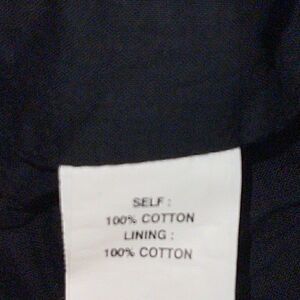 SELF :
100% COTTON
LINING :
100% COTTON